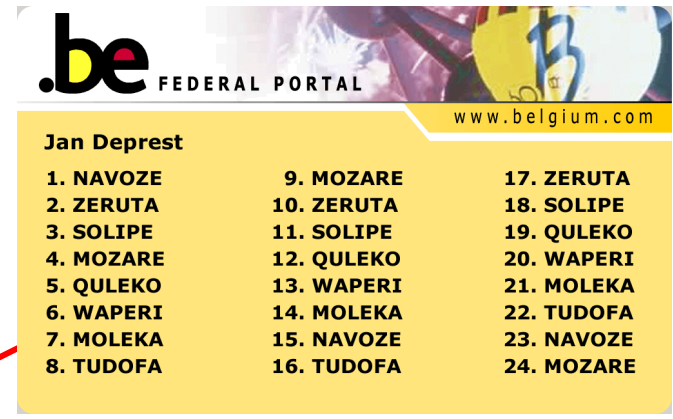 .be FEDERAL PORTAL
www.belgium.com
Jan Deprest
1. NAVOZE
2. ZERUTA
3. SOLIPE
4. MOZARE
5. QULEKO
6. WAPERI
7. MOLEKA
8. TUDOFA
9. MOZARE
10. ZERUTA
11. SOLIPE
12. QULEKO
13. WAPERI
14. MOLEKA
15. NAVOZE
16. TUDOFA
17. ZERUTA
18. SOLIPE
19. QULEKO
20. WAPERI
21. MOLEKA
22. TUDOFA
23. NAVOZE
24. MOZARE